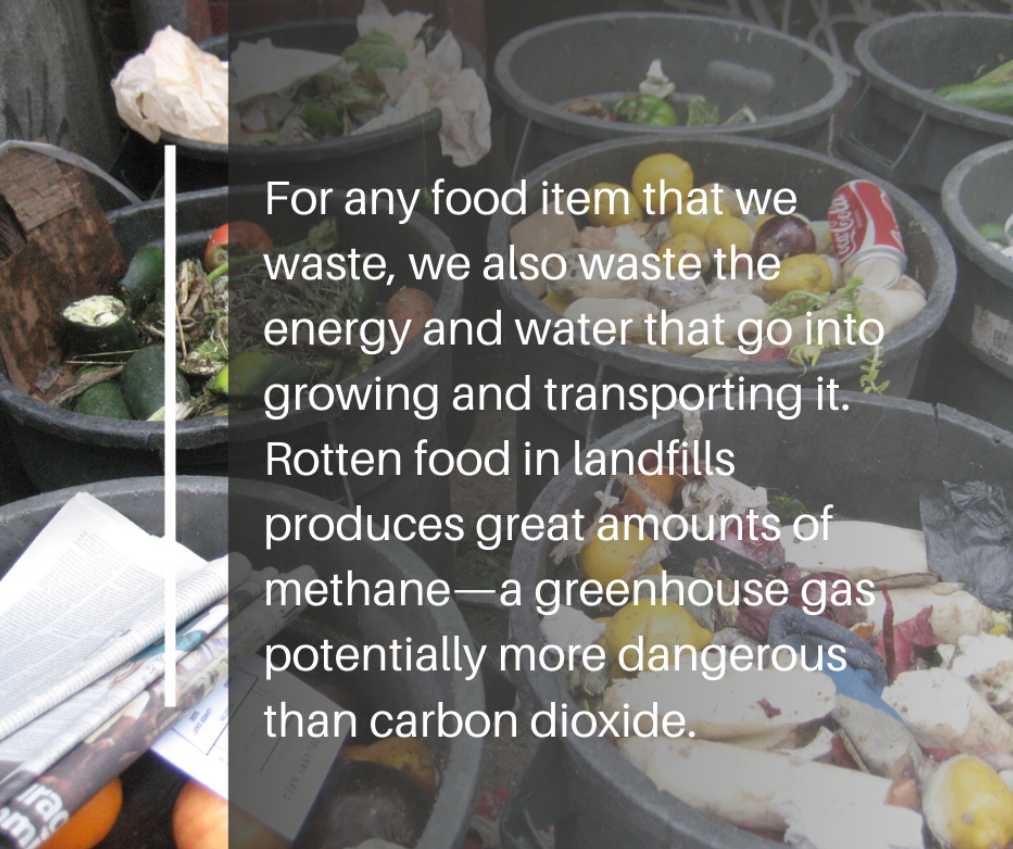 For any food item that we
waste, we also waste the
energy and water that go into
growing and transporting it.
Rotten food in landfills
produces great amounts of
methane—a greenhouse gas
potentially more dangerous
than carbon dioxide.
Coca-Cola